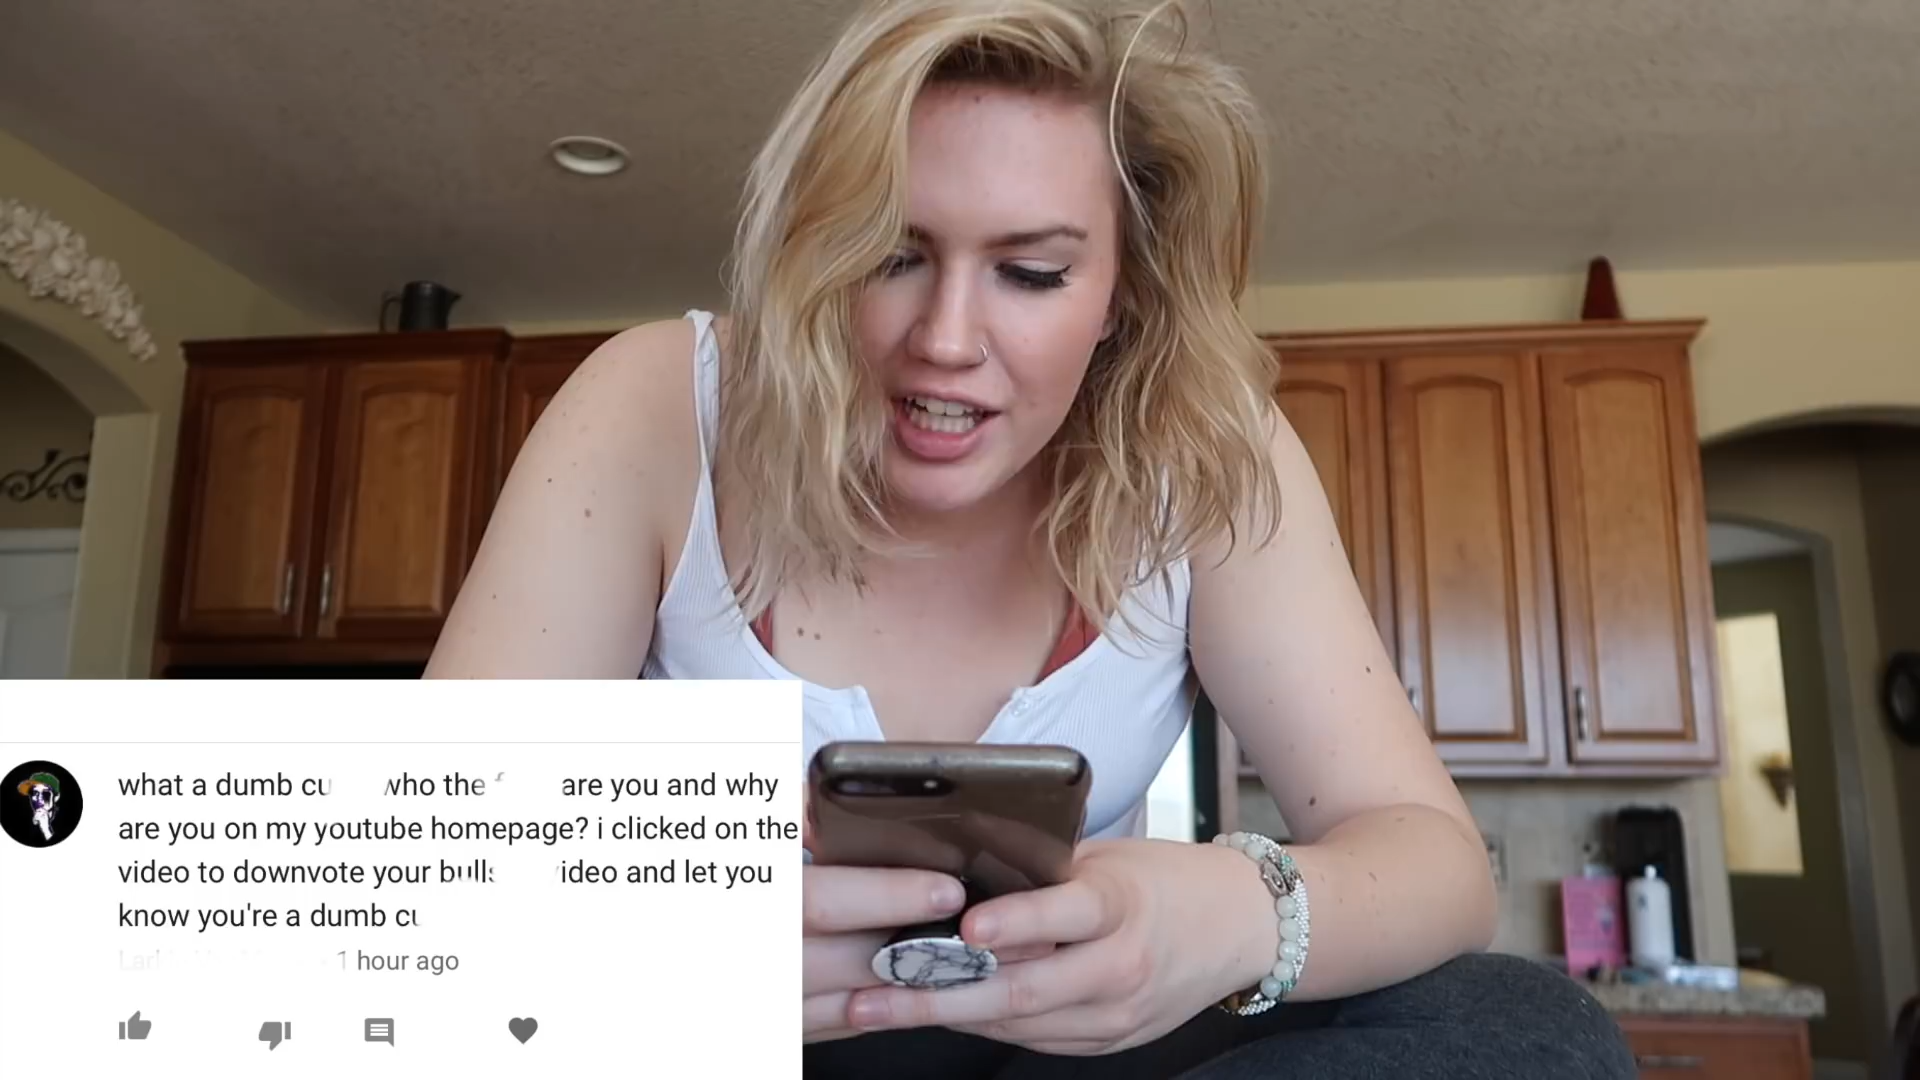 what a dumb cu who the are you and why
are you on my youtube homepage? i clicked on the
video to downvote your bulls ideo and let you
know you're a dumb cu
1 hour ago